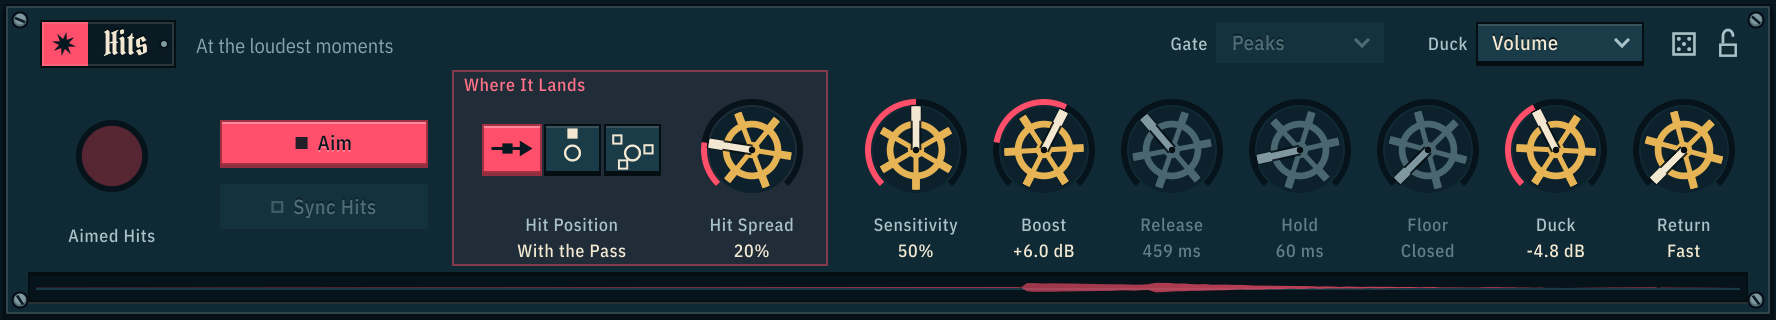 Hits
At the loudest moments
Gate
Peaks
Duck
Volume
Where It Lands
Aim
Sync Hits
Aimed Hits
Hit Position
With the Pass
Hit Spread
20%
Sensitivity
50%
Boost
+6.0 dB
Release
459 ms
Hold
60 ms
Floor
Closed
Duck
-4.8 dB
Return
Fast